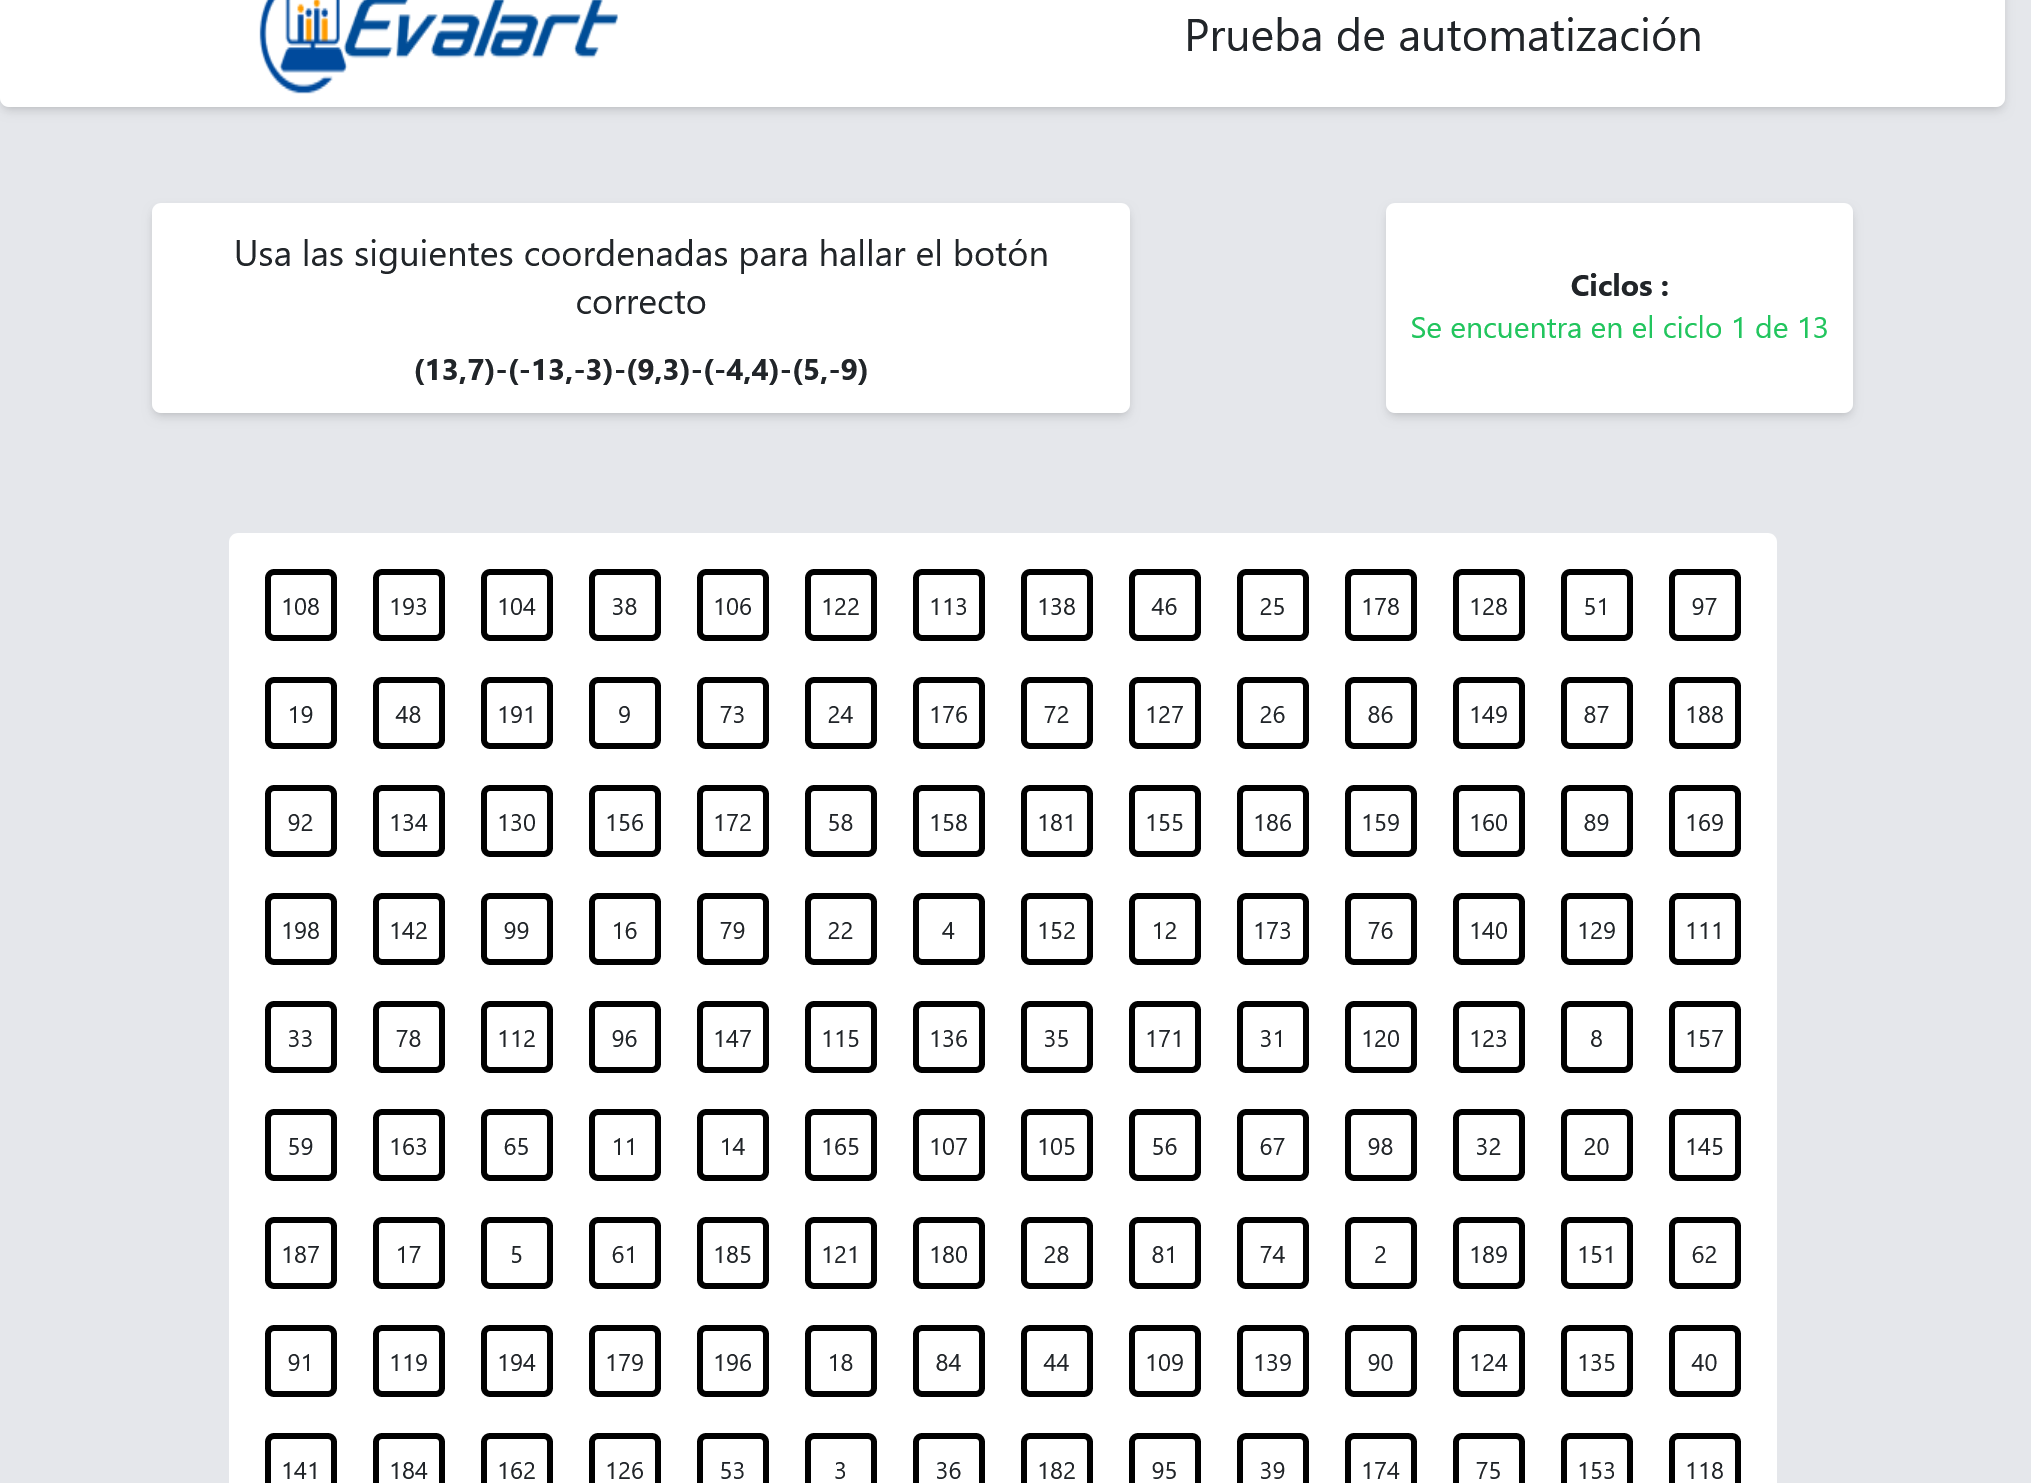 Evalart
Prueba de automatización
Usa las siguientes coordenadas para hallar el botón
correcto
(13,7)-(-13,-3)-(9,3)-(-4,4)-(5,-9)
Ciclos :
Se encuentra en el ciclo 1 de 13
108 193 104 38 106 122 113 138 46 25 178 128 51 97
19 48 191 9 73 24 176 72 127 26 86 149 87 188
92 134 130 156 172 58 158 181 155 186 159 160 89 169
198 142 99 16 79 22 4 152 12 173 76 140 129 111
33 78 112 96 147 115 136 35 171 31 120 123 8 157
59 163 65 11 14 165 107 105 56 67 98 32 20 145
187 17 5 61 185 121 180 28 81 74 2 189 151 62
91 119 194 179 196 18 84 44 109 139 90 124 135 40
141 184 162 126 53 3 36 182 95 39 174 75 153 118